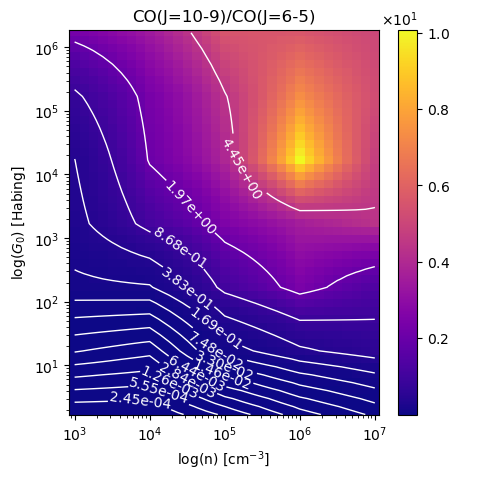 CO(J=10-9)/CO(J=6-5)
×10¹
10⁶
10⁵
10⁴
10³
10²
10¹
log(G₀) [Habing]
4.45e+00
1.97e+00
8.68e-01
3.83e-01
1.69e-01
7.48e-02
3.30e-02
1.46e-02
6.44e-03
2.84e-03
1.26e-03
5.55e-04
2.45e-04
10³
10⁴
10⁵
10⁶
10⁷
log(n) [cm⁻³]
1.0
0.8
0.6
0.4
0.2